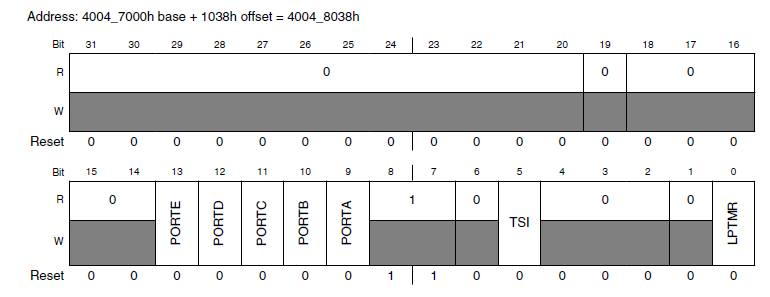 Address: 4004_7000h base + 1038h offset = 4004_8038h
Bit 31 30 29 28 27 26 25 24 23 22 21 20 19 18 17 16
R 0 0 0
W
Reset 0 0 0 0 0 0 0 0 0 0 0 0 0 0 0 0
Bit 15 14 13 12 11 10 9 8 7 6 5 4 3 2 1 0
R 0 PORTE PORTD PORTC PORTB PORTA 1 0 TSI 0 0 LPTMR
W
Reset 0 0 0 0 0 0 0 1 1 0 0 0 0 0 0 0